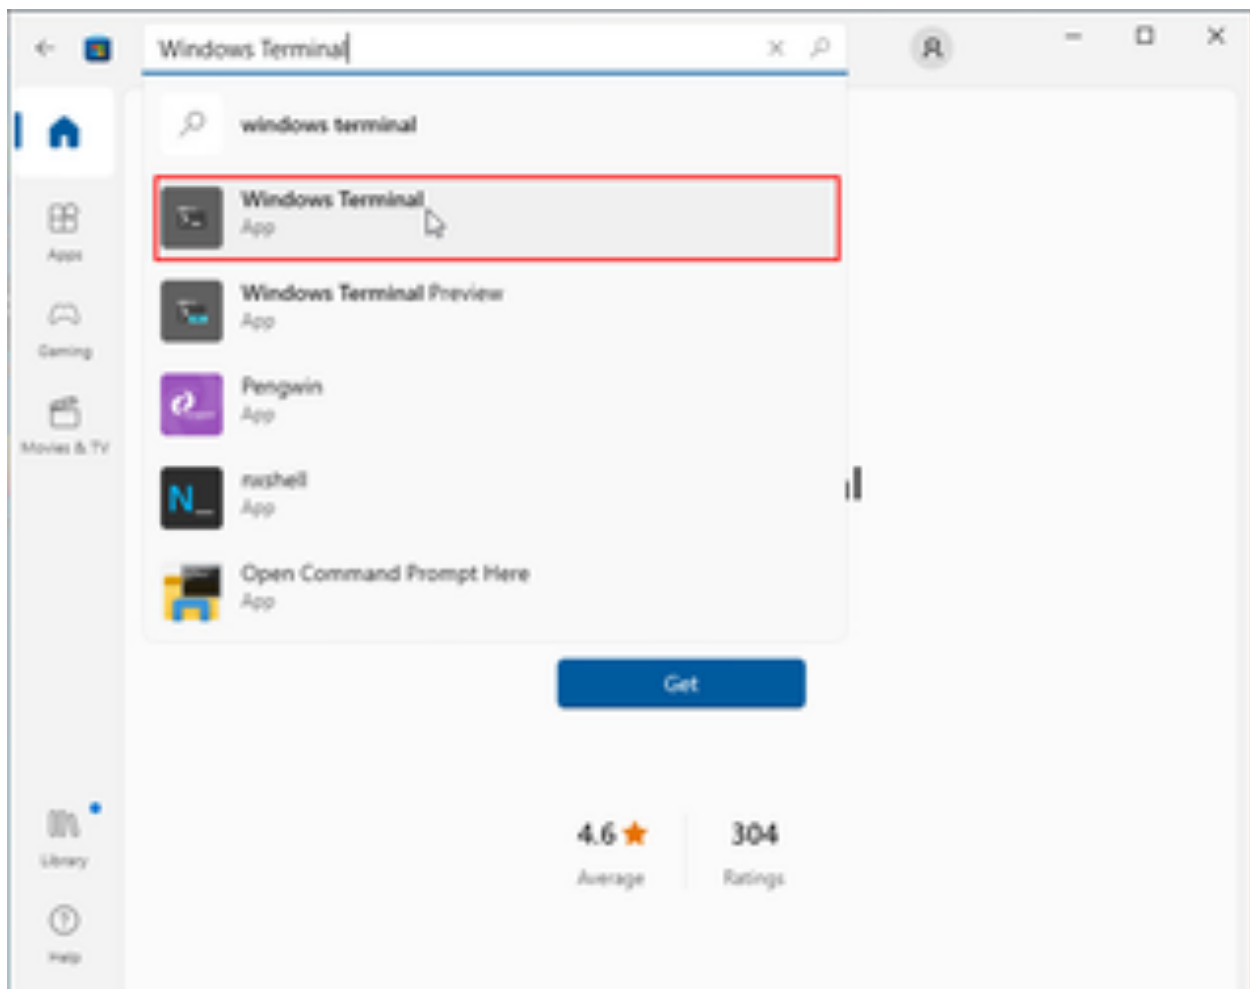 Windows Terminal
windows terminal
Windows Terminal
App
Windows Terminal Preview
App
Pengwin
App
nxshell
App
Open Command Prompt Here
App
Apps
Gaming
Movies & TV
Get
4.6
304
Average
Ratings
Library
Help